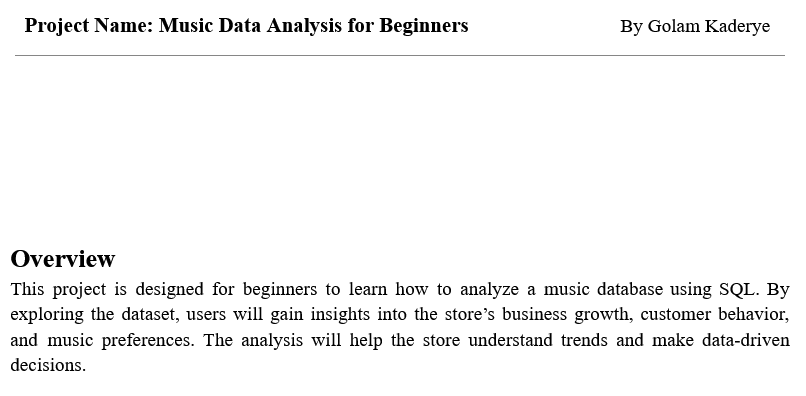 Project Name: Music Data Analysis for Beginners By Golam Kaderye
Overview
This project is designed for beginners to learn how to analyze a music database using SQL. By
exploring the dataset, users will gain insights into the store’s business growth, customer behavior,
and music preferences. The analysis will help the store understand trends and make data-driven
decisions.